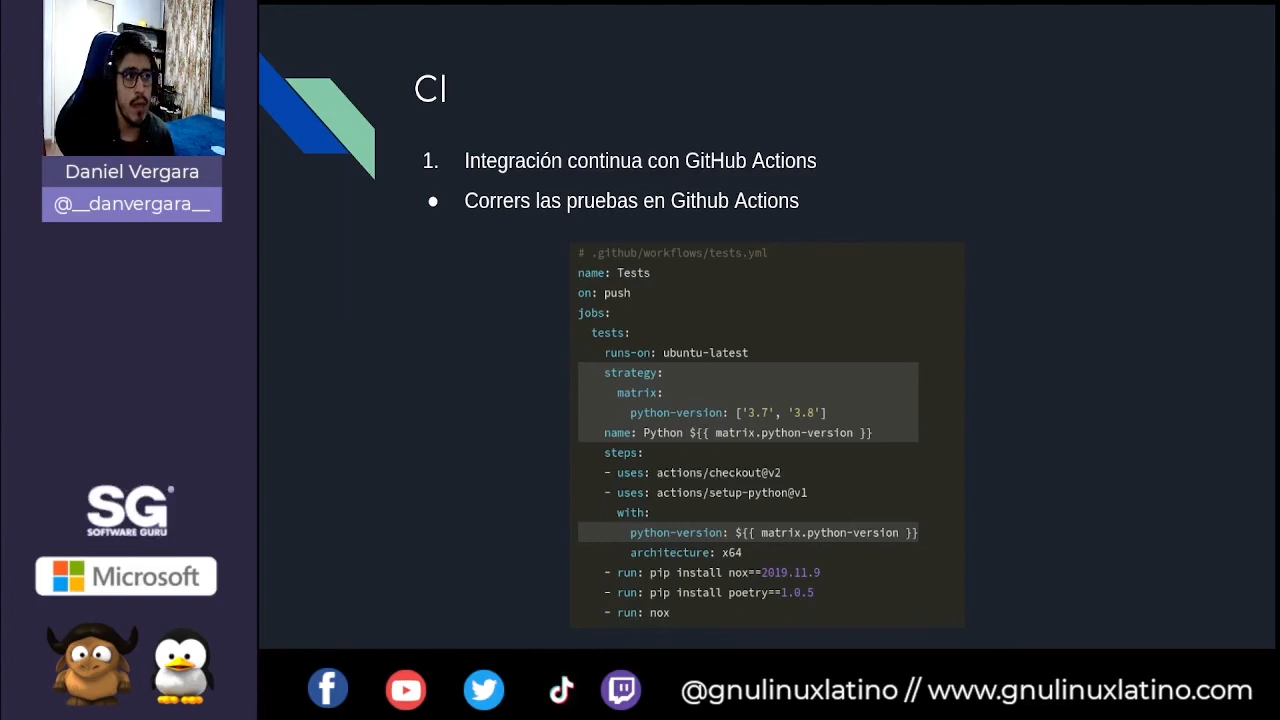 Daniel Vergara
@__danvergara__
SG
SOFTWARE GURU
Microsoft
CI
1. Integración continua con GitHub Actions
● Corrers las pruebas en Github Actions
# .github/workflows/tests.yml
name: Tests
on: push
jobs:
  tests:
    runs-on: ubuntu-latest
    strategy:
      matrix:
        python-version: ['3.7', '3.8']
    name: Python ${{ matrix.python-version }}
    steps:
    - uses: actions/checkout@v2
    - uses: actions/setup-python@v1
      with:
        python-version: ${{ matrix.python-version }}
        architecture: x64
    - run: pip install nox==2019.11.9
    - run: pip install poetry==1.0.5
    - run: nox
@gnulinuxlatino // www.gnulinuxlatino.com